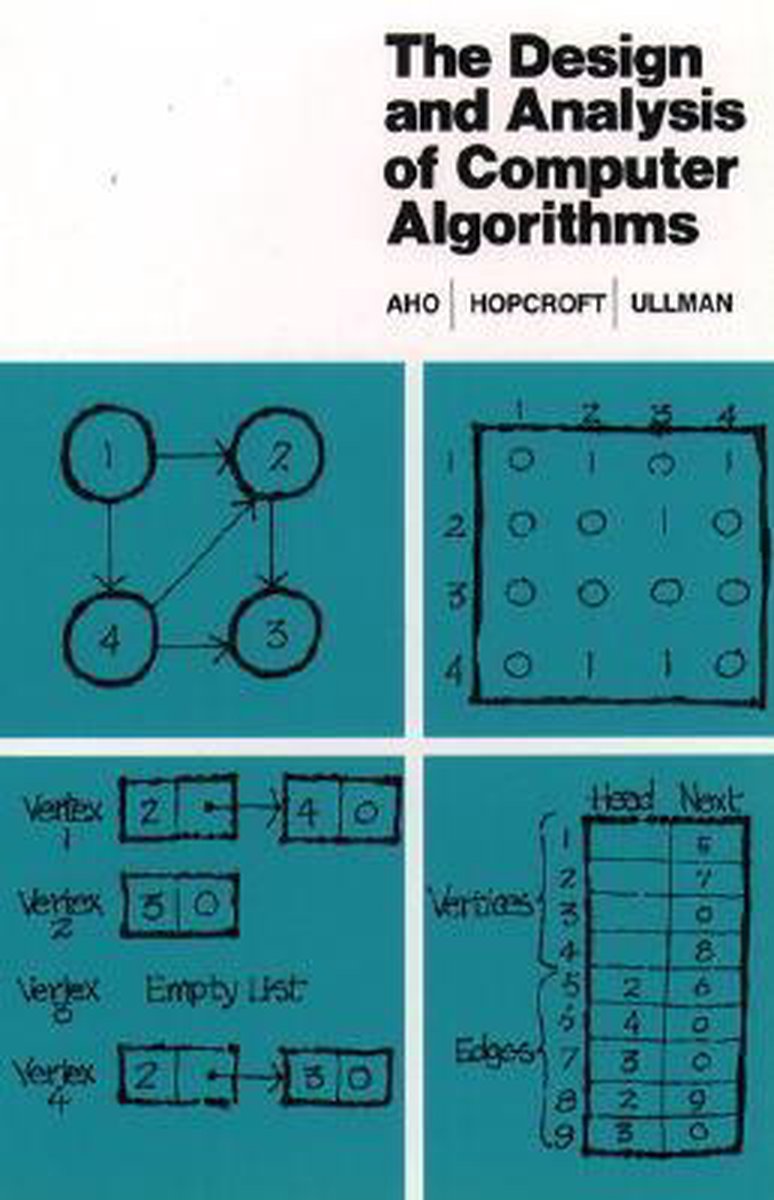 The Design
and Analysis
of Computer
Algorithms
AHO | HOPCROFT | ULLMAN
1 2
4 3
1 2 3 4
1 0 1 0 1
2 0 0 1 0
3 0 0 0 0
4 0 1 1 0
Vertex 2 4 0
1
Vertex 3 0
2
Vertex Empty List
3
Vertex 2 3 0
4
Head Next
1 5
2 7
Vertices 3 0
4 8
5 2 6
6 4 0
Edges 7 3 0
8 2 9
9 3 0